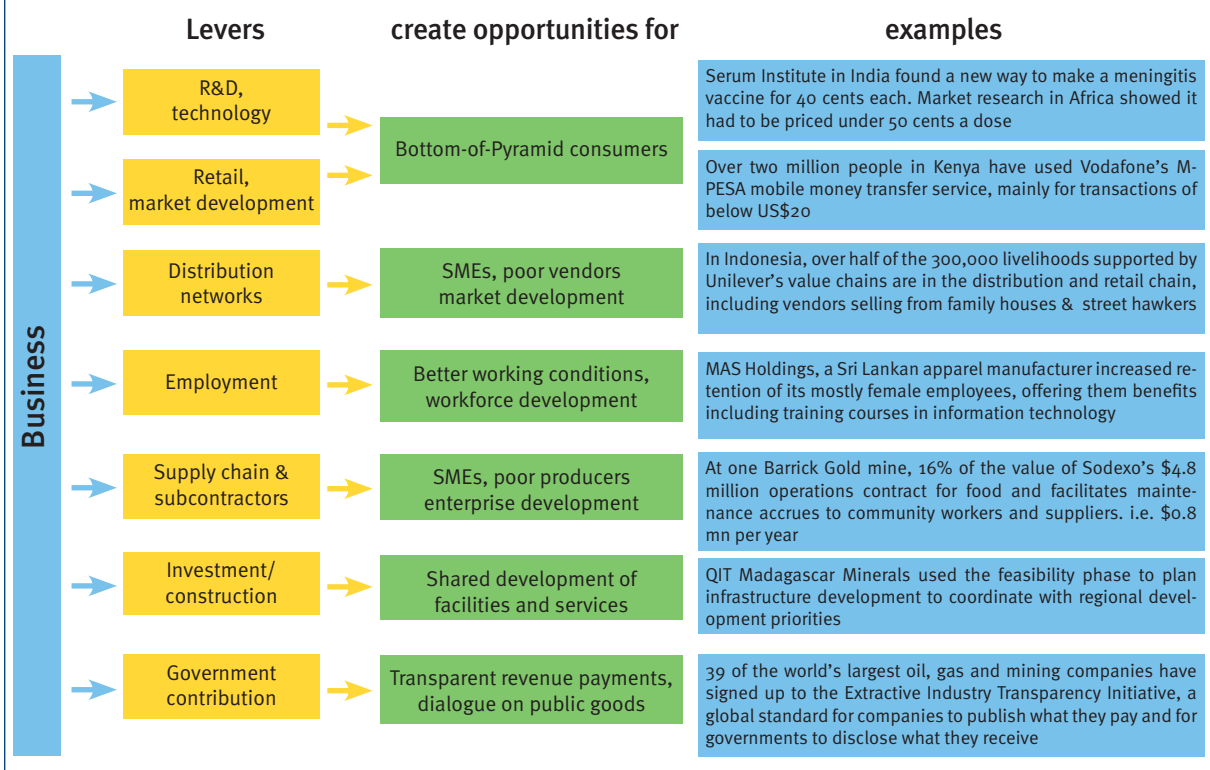 Levers
create opportunities for
examples
Business
R&D,
technology
Retail,
market development
Bottom-of-Pyramid consumers
Serum Institute in India found a new way to make a meningitis
vaccine for 40 cents each. Market research in Africa showed it
had to be priced under 50 cents a dose
Over two million people in Kenya have used Vodafone's M-
PESA mobile money transfer service, mainly for transactions of
below US$20
Distribution
networks
SMEs, poor vendors
market development
In Indonesia, over half of the 300,000 livelihoods supported by
Unilever's value chains are in the distribution and retail chain,
including vendors selling from family houses & street hawkers
Employment
Better working conditions,
workforce development
MAS Holdings, a Sri Lankan apparel manufacturer increased re-
tention of its mostly female employees, offering them benefits
including training courses in information technology
Supply chain &
subcontractors
SMEs, poor producers
enterprise development
At one Barrick Gold mine, 16% of the value of Sodexo's $4.8
million operations contract for food and facilitates mainte-
nance accrues to community workers and suppliers. i.e. $0.8
mn per year
Investment/
construction
Shared development of
facilities and services
QIT Madagascar Minerals used the feasibility phase to plan
infrastructure development to coordinate with regional devel-
opment priorities
Government
contribution
Transparent revenue payments,
dialogue on public goods
39 of the world's largest oil, gas and mining companies have
signed up to the Extractive Industry Transparency Initiative, a
global standard for companies to publish what they pay and for
governments to disclose what they receive